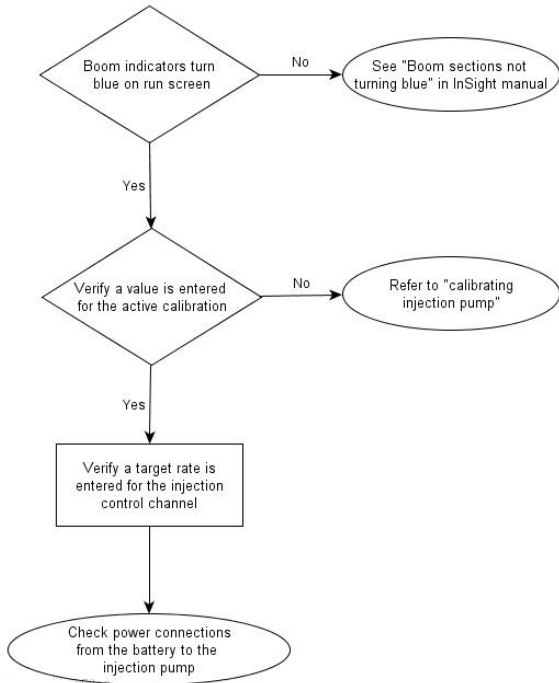 Boom indicators turn
blue on run screen
No
See "Boom sections not
turning blue" in InSight manual
Yes
Verify a value is entered
for the active calibration
No
Refer to "calibrating
injection pump"
Yes
Verify a target rate is
entered for the injection
control channel
Check power connections
from the battery to the
injection pump